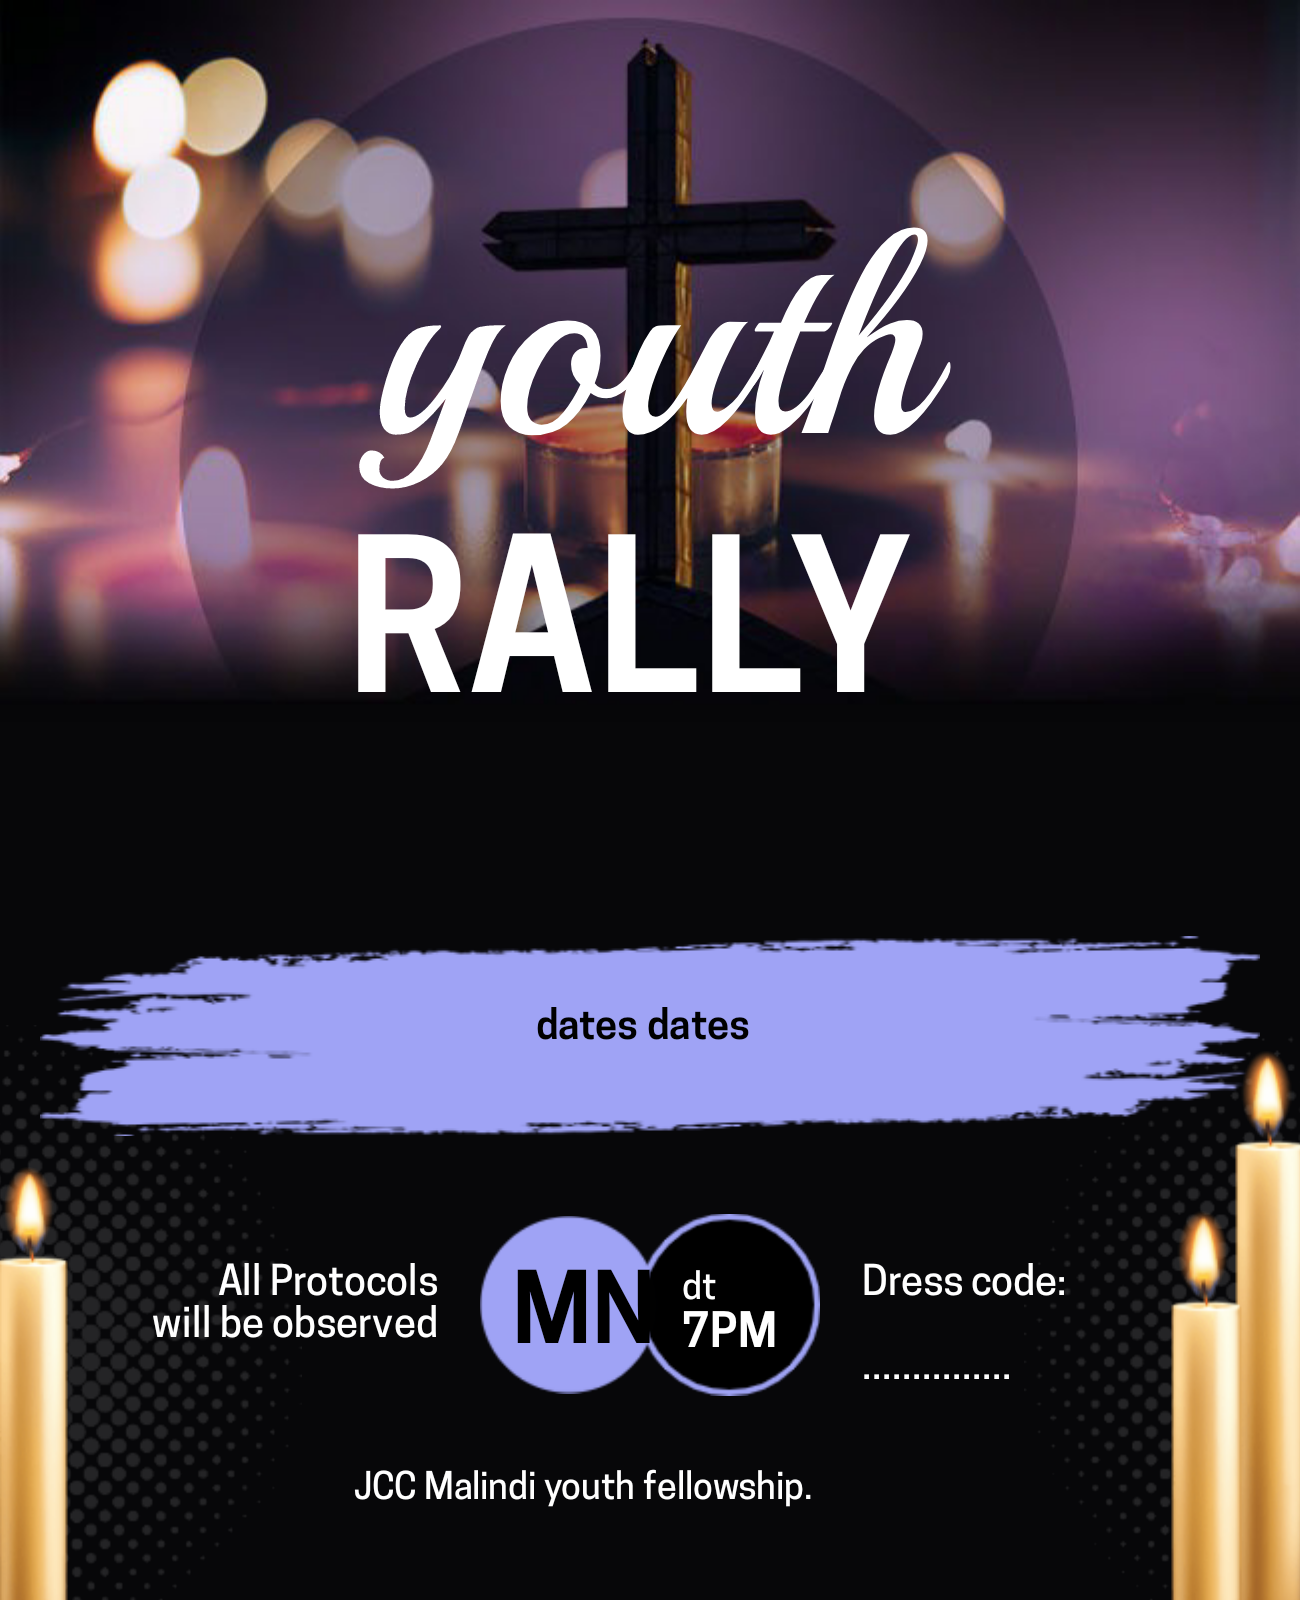 youth
RALLY
dates dates
All Protocols
will be observed
MN
dt
7PM
Dress code:
...............
JCC Malindi youth fellowship.